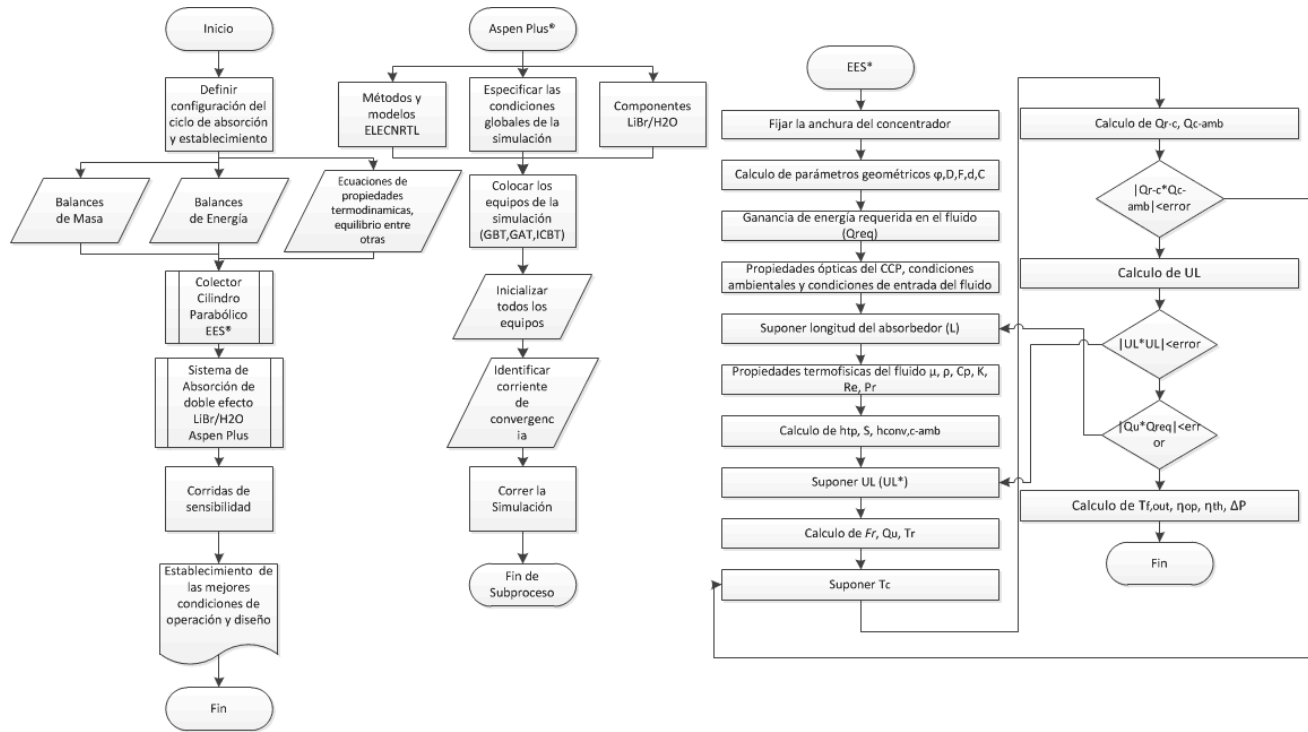 Inicio
Definir
configuración del
ciclo de absorción
y establecimiento
Balances
de Masa
Balances
de Energía
Ecuaciones de
propiedades
termodinamicas,
equilibrio entre
otras
Colector
Cilindro
Parabólico
EES®
Sistema de
Absorción de
doble efecto
LiBr/H2O
Aspen Plus
Corridas de
sensibilidad
Establecimiento de
las mejores
condiciones de
operación y diseño
Fin
Aspen Plus®
Métodos y
modelos
ELECNRTL
Especificar las
condiciones
globales de la
simulación
Componentes
LiBr/H2O
Colocar los
equipos de la
simulación
(GBT,GAT,ICBT)
Inicializar
todos los
equipos
Identificar
corriente
de
convergenc
ia
Correr la
Simulación
Fin de
Subproceso
EES®
Fijar la anchura del concentrador
Calculo de parámetros geométricos φ,D,F,d,C
Ganancia de energía requerida en el fluido
(Qreq)
Propiedades ópticas del CCP, condiciones
ambientales y condiciones de entrada del fluido
Suponer longitud del absorbedor (L)
Propiedades termofisicas del fluido μ, ρ, Cp, K,
Re, Pr
Calculo de htp, S, hconv,c-amb
Suponer UL (UL*)
Calculo de Fr, Qu, Tr
Suponer Tc
Calculo de Qr-c, Qc-amb
|Qr-c*Qc-
amb|<error
Calculo de UL
|UL*UL|<error
|Qu*Qreq|<err
or
Calculo de Tf,out, ηop, ηth, ΔP
Fin